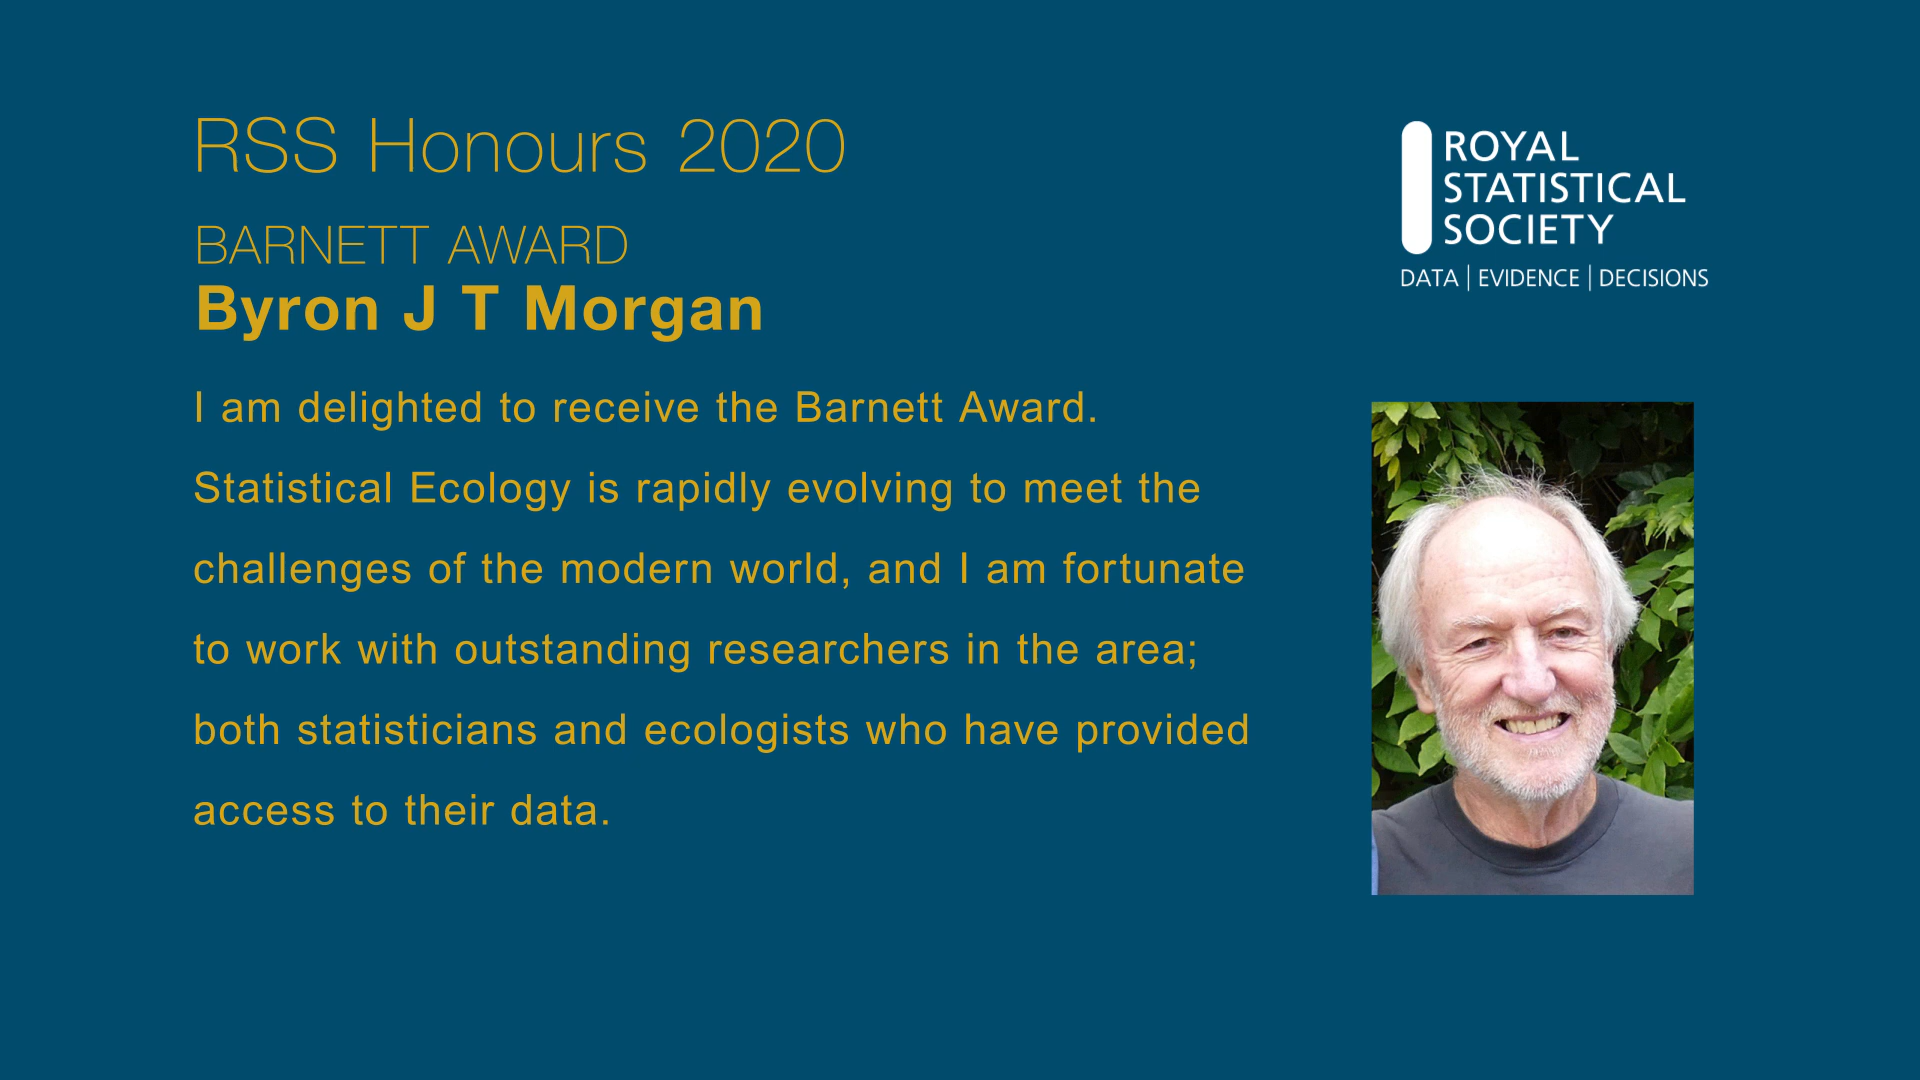 RSS Honours 2020
BARNETT AWARD
Byron J T Morgan
I am delighted to receive the Barnett Award.
Statistical Ecology is rapidly evolving to meet the
challenges of the modern world, and I am fortunate
to work with outstanding researchers in the area;
both statisticians and ecologists who have provided
access to their data.
ROYAL
STATISTICAL
SOCIETY
DATA | EVIDENCE | DECISIONS